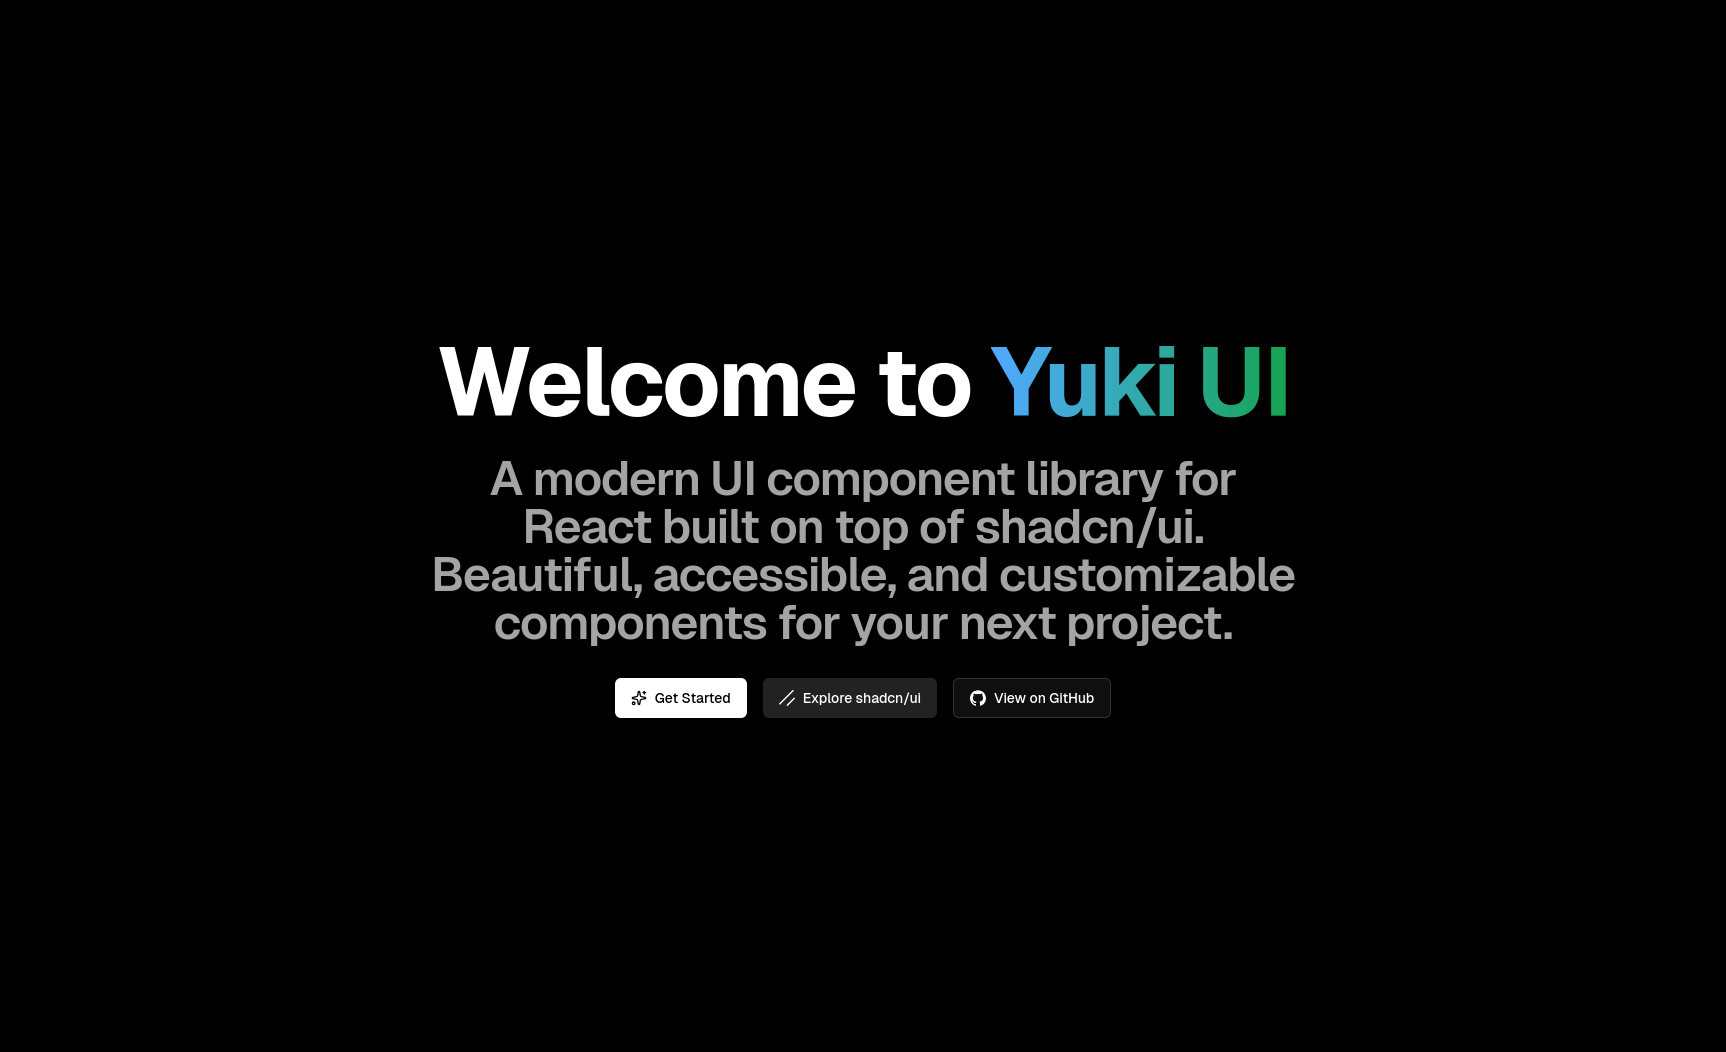 Welcome to Yuki UI
A modern UI component library for
React built on top of shadcn/ui.
Beautiful, accessible, and customizable
components for your next project.
Get Started
Explore shadcn/ui
View on GitHub